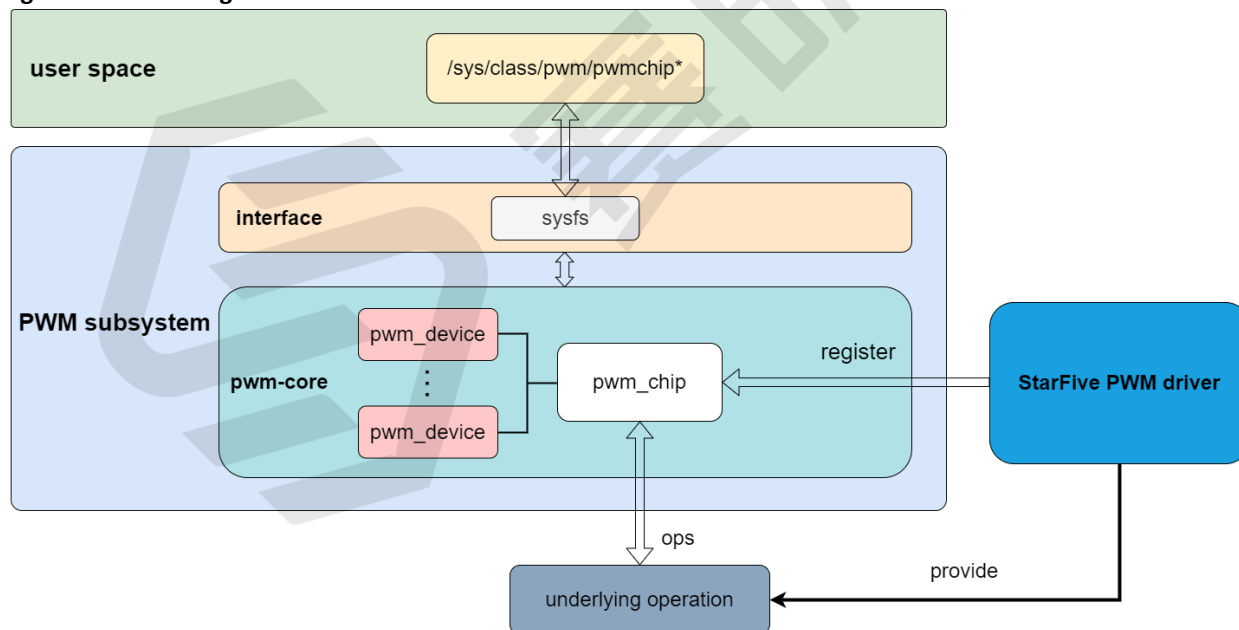 user space
/sys/class/pwm/pwmchip*
interface
sysfs
PWM subsystem
pwm-core
pwm_device
pwm_device
pwm_chip
register
StarFive PWM driver
ops
provide
underlying operation